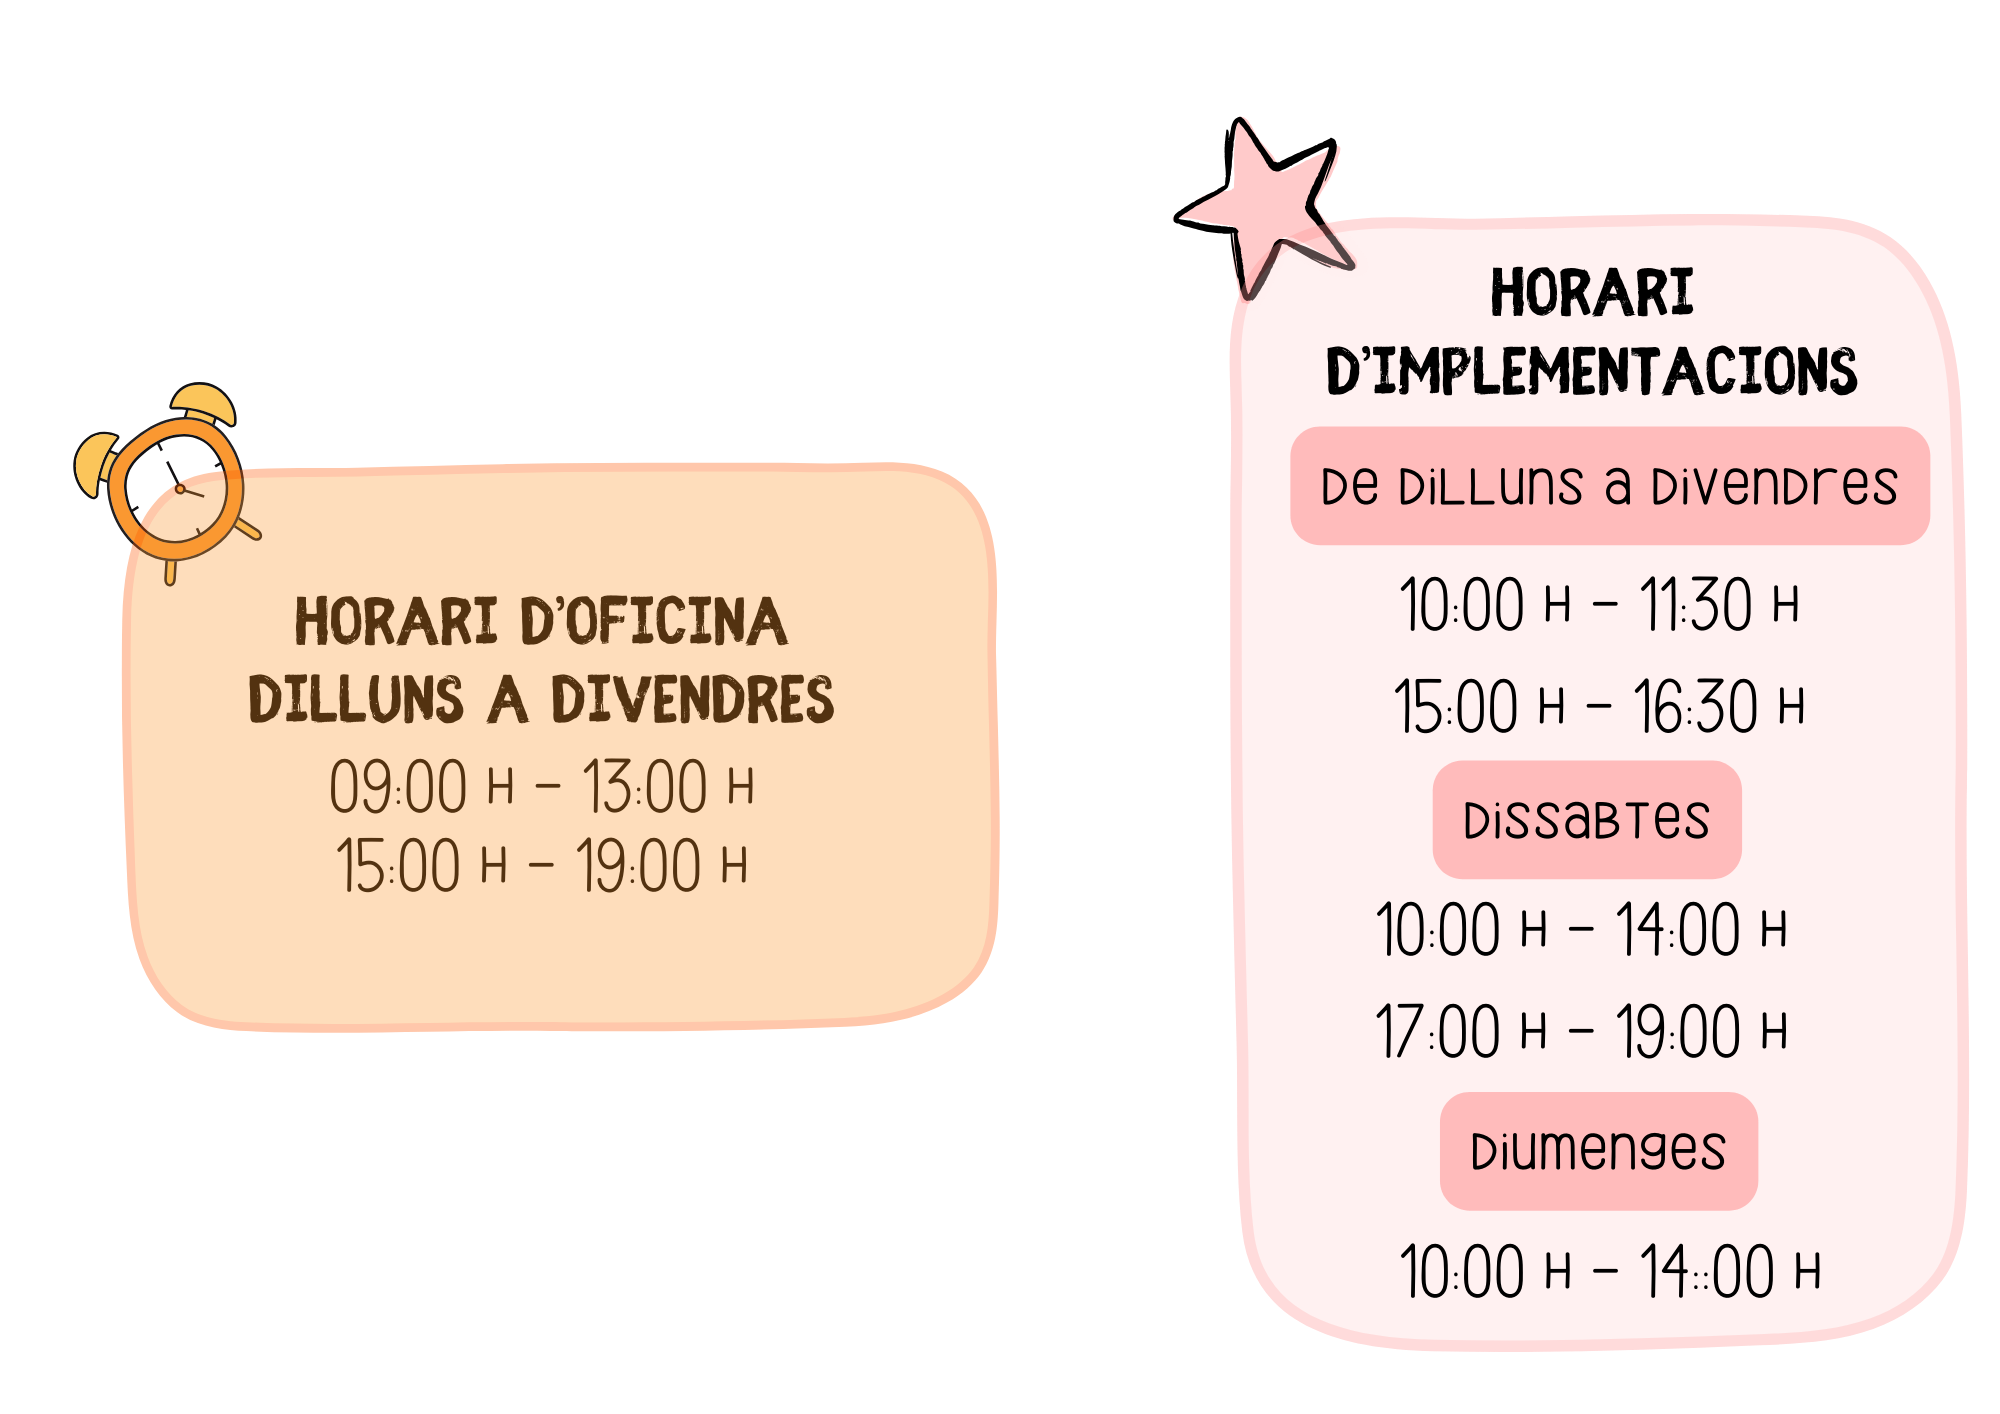 HORARI D'OFICINA
DILLUNS A DIVENDRES
09:00 H - 13:00 H
15:00 H - 19:00 H
HORARI
D'IMPLEMENTACIONS
De Dilluns a Divendres
10:00 H - 11:30 H
15:00 H - 16:30 H
Dissabtes
10:00 H - 14:00 H
17:00 H - 19:00 H
Diumenges
10:00 H - 14::00 H